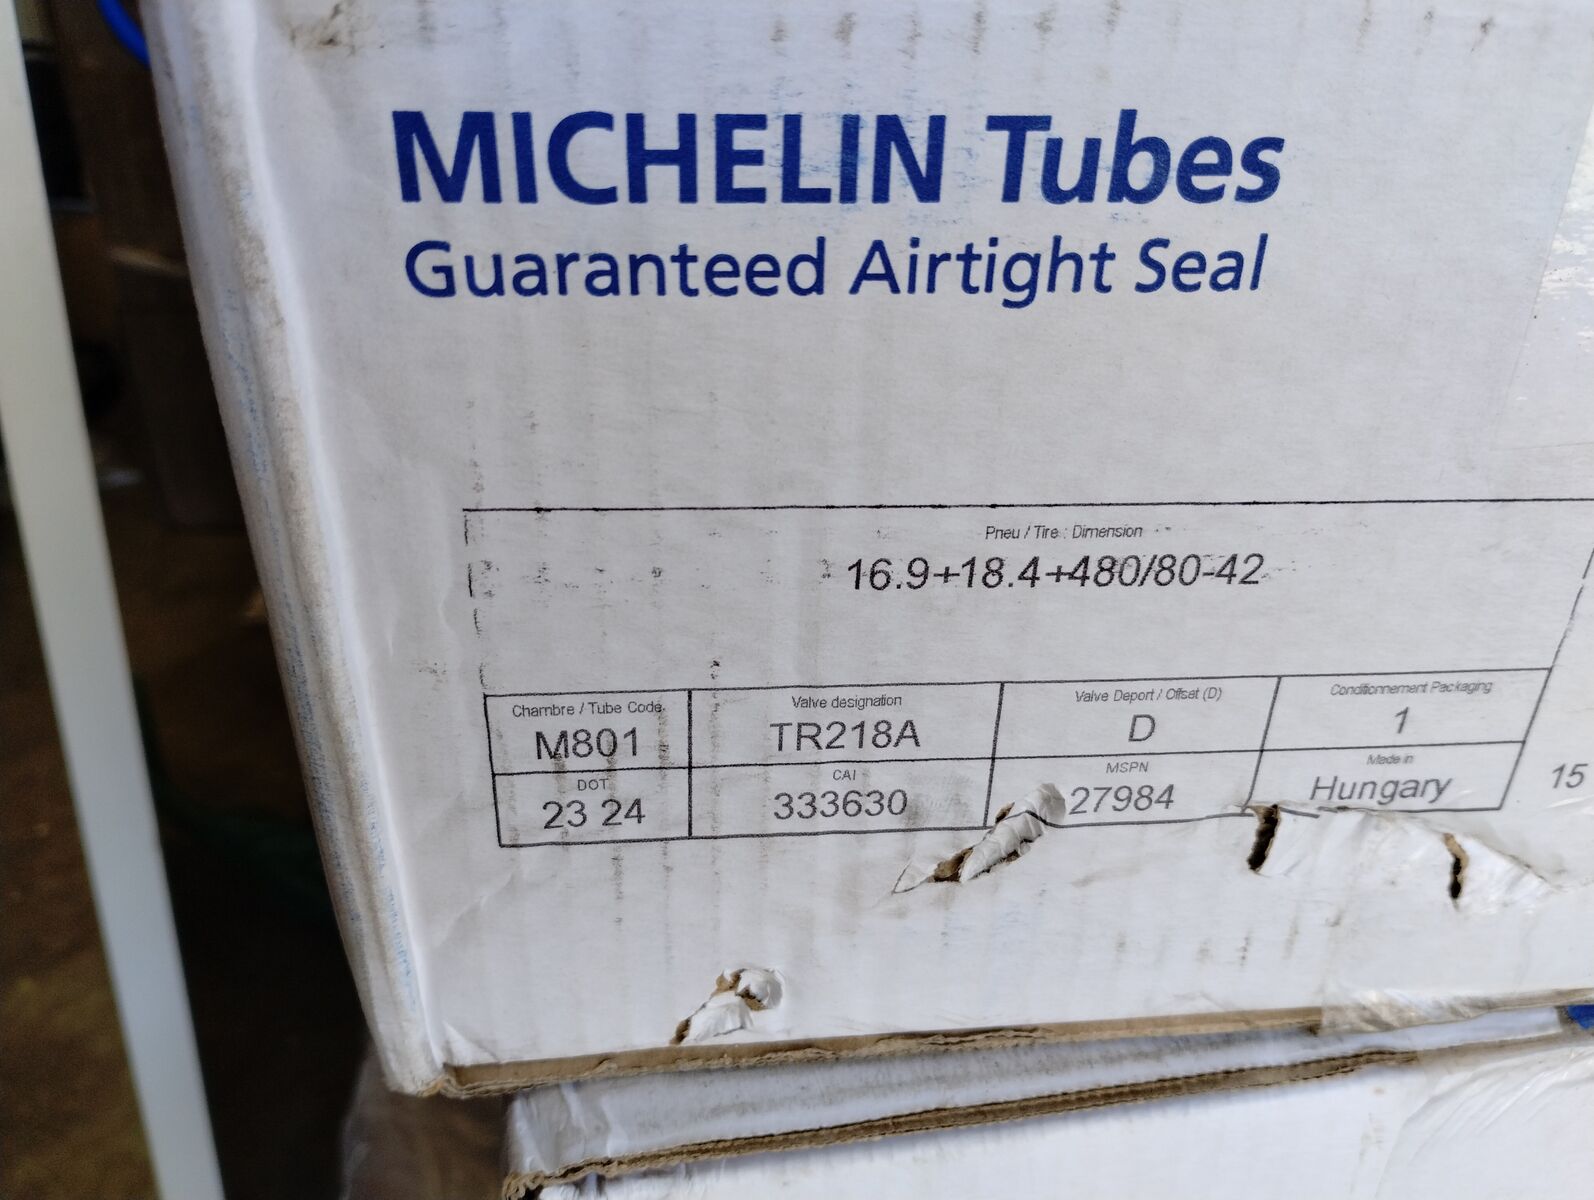 MICHELIN Tubes
Guaranteed Airtight Seal
Pneu / Tire : Dimension
16.9+18.4+480/80-42
Chambre / Tube Code
M801
Valve designation
TR218A
Valve Deport / Offset (D)
D
Conditionnement Packaging
1
DOT
23 24
CAI
333630
MSPN
27984
Made in
Hungary
15